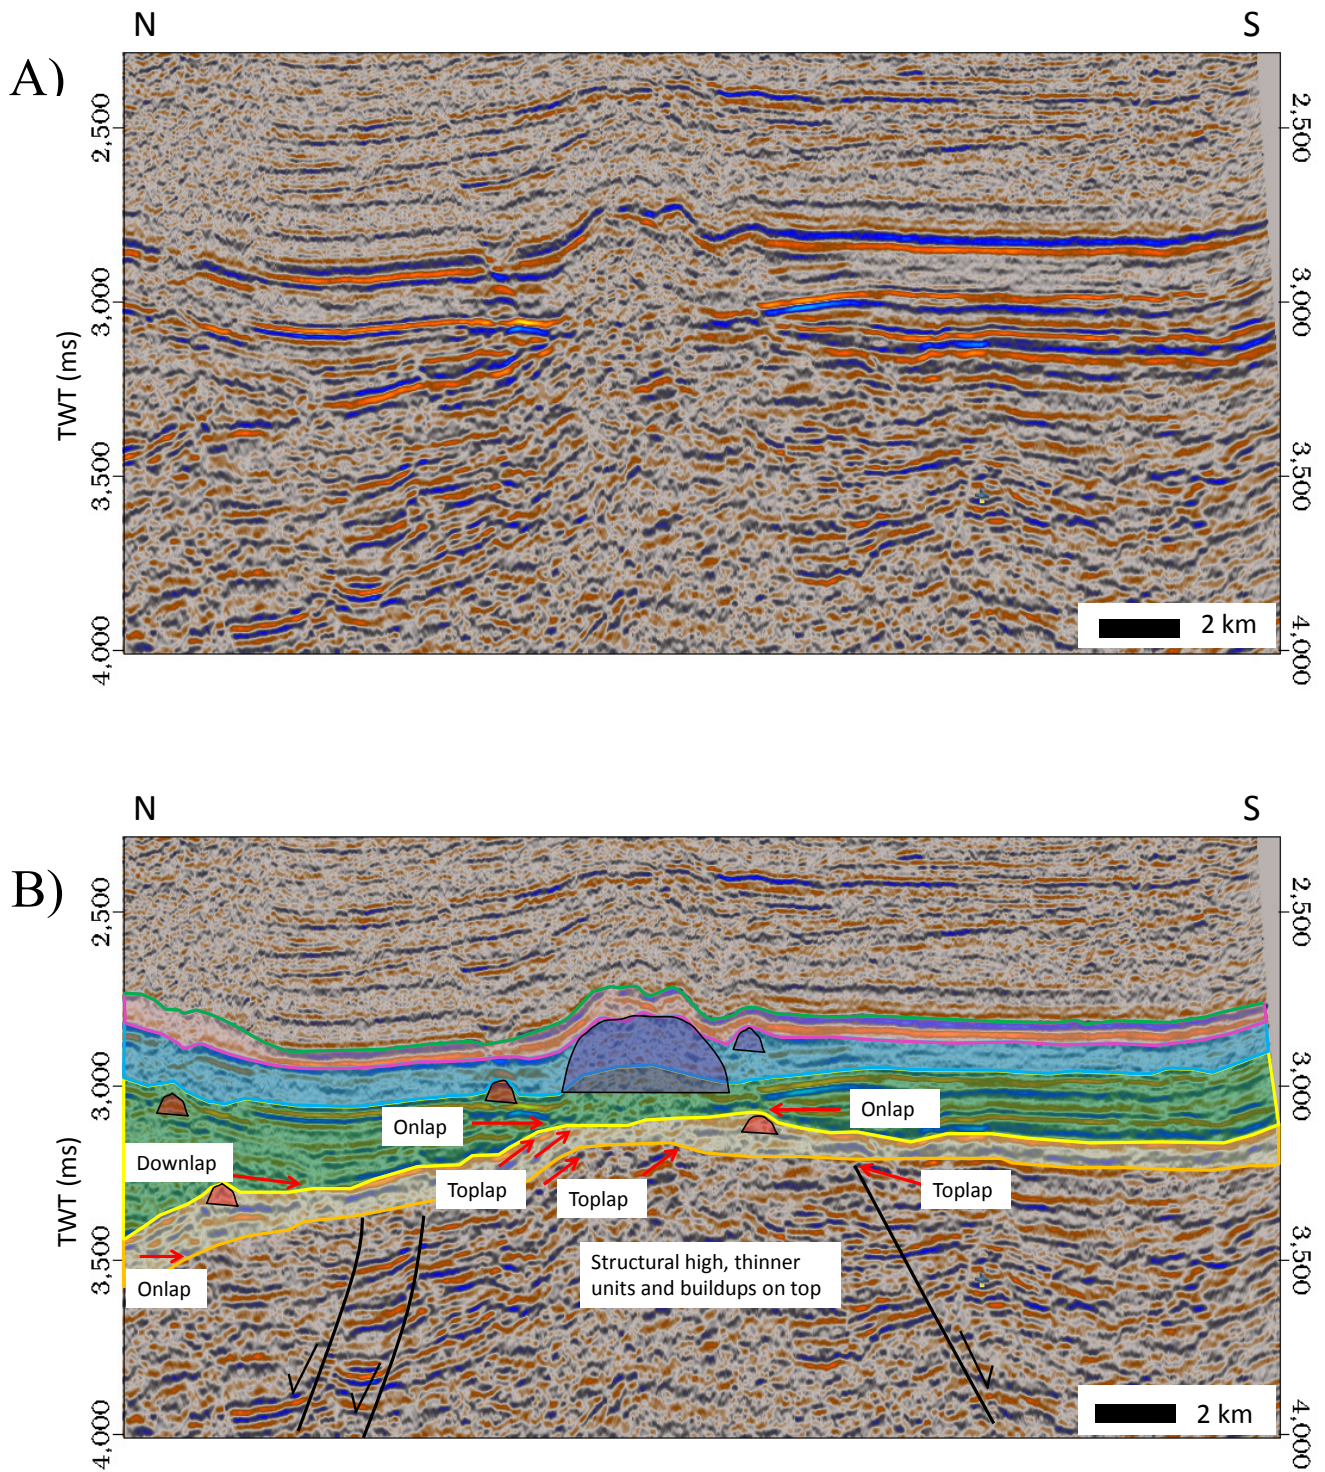 N S
A)
2,500 2,500
3,000 3,000
TWT (ms)
3,500 3,500
4,000 4,000
2 km
N S
B)
2,500 2,500
3,000 3,000
Onlap
Onlap
Downlap
TWT (ms)
Toplap
Toplap
Toplap
3,500 3,500
Structural high, thinner
units and buildups on top
Onlap
4,000 4,000
2 km